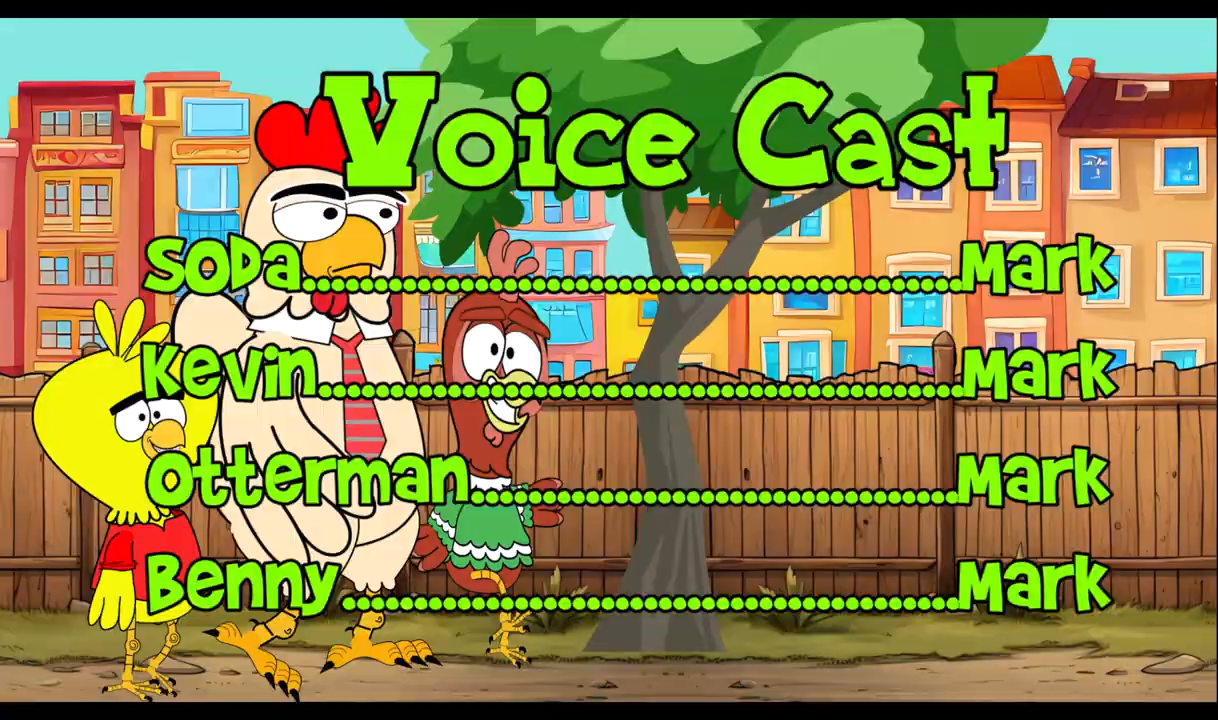 Voice Cast
Soda..............................................Mark
Kevin.............................................Mark
Otterman..................................Mark
Benny...........................................Mark